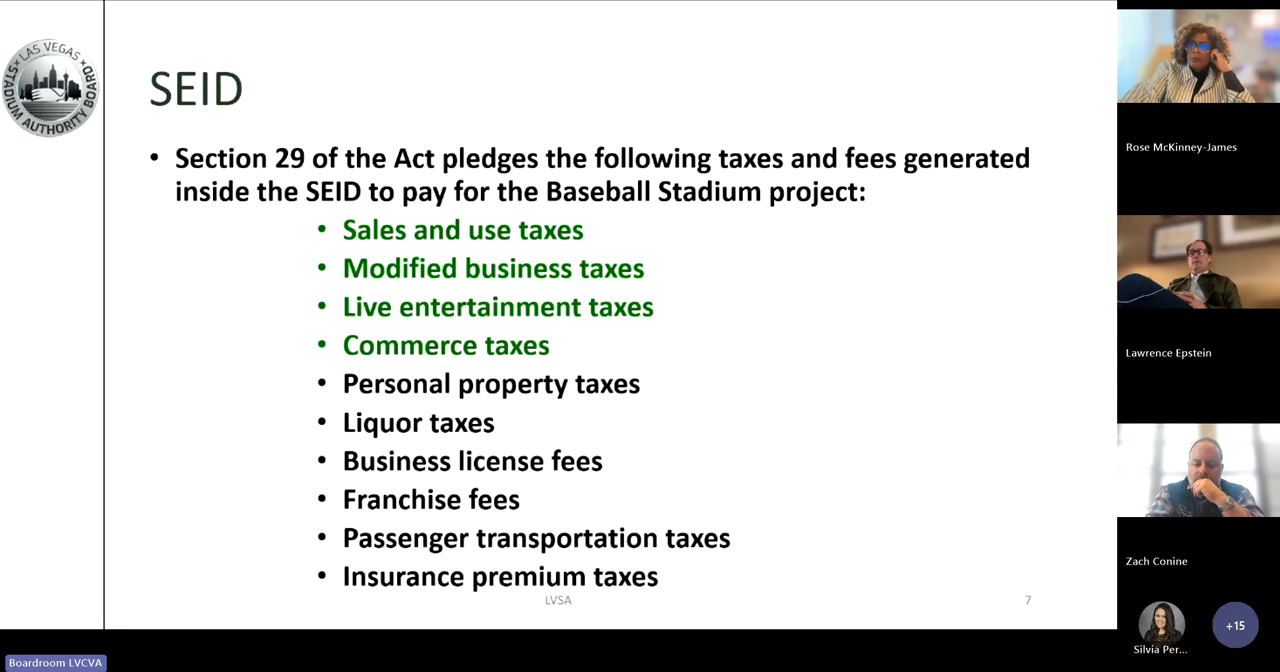 LAS VEGAS
STADIUM AUTHORITY BOARD
SEID
• Section 29 of the Act pledges the following taxes and fees generated
inside the SEID to pay for the Baseball Stadium project:
• Sales and use taxes
• Modified business taxes
• Live entertainment taxes
• Commerce taxes
• Personal property taxes
• Liquor taxes
• Business license fees
• Franchise fees
• Passenger transportation taxes
• Insurance premium taxes
LVSA
7
Rose McKinney-James
Lawrence Epstein
Zach Conine
Silvia Per...
+15
Boardroom LVCVA